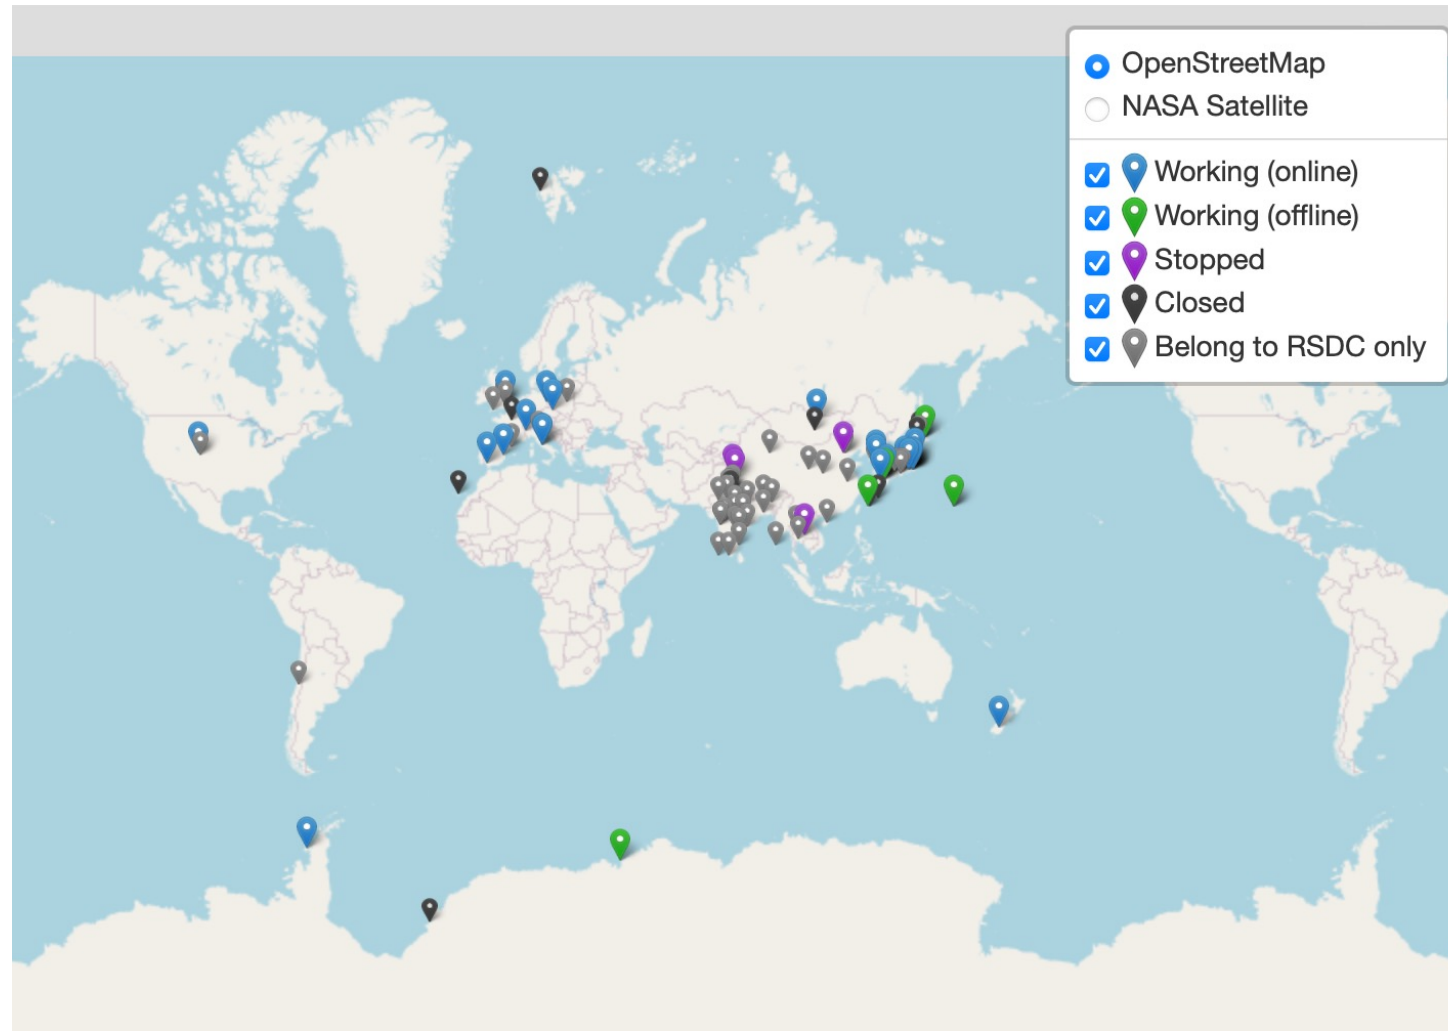 OpenStreetMap
NASA Satellite
Working (online)
Working (offline)
Stopped
Closed
Belong to RSDC only